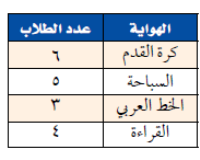 الهواية عدد الطلاب
كرة القدم ٦
السباحة ٥
الخط العربي ٣
القراءة ٤